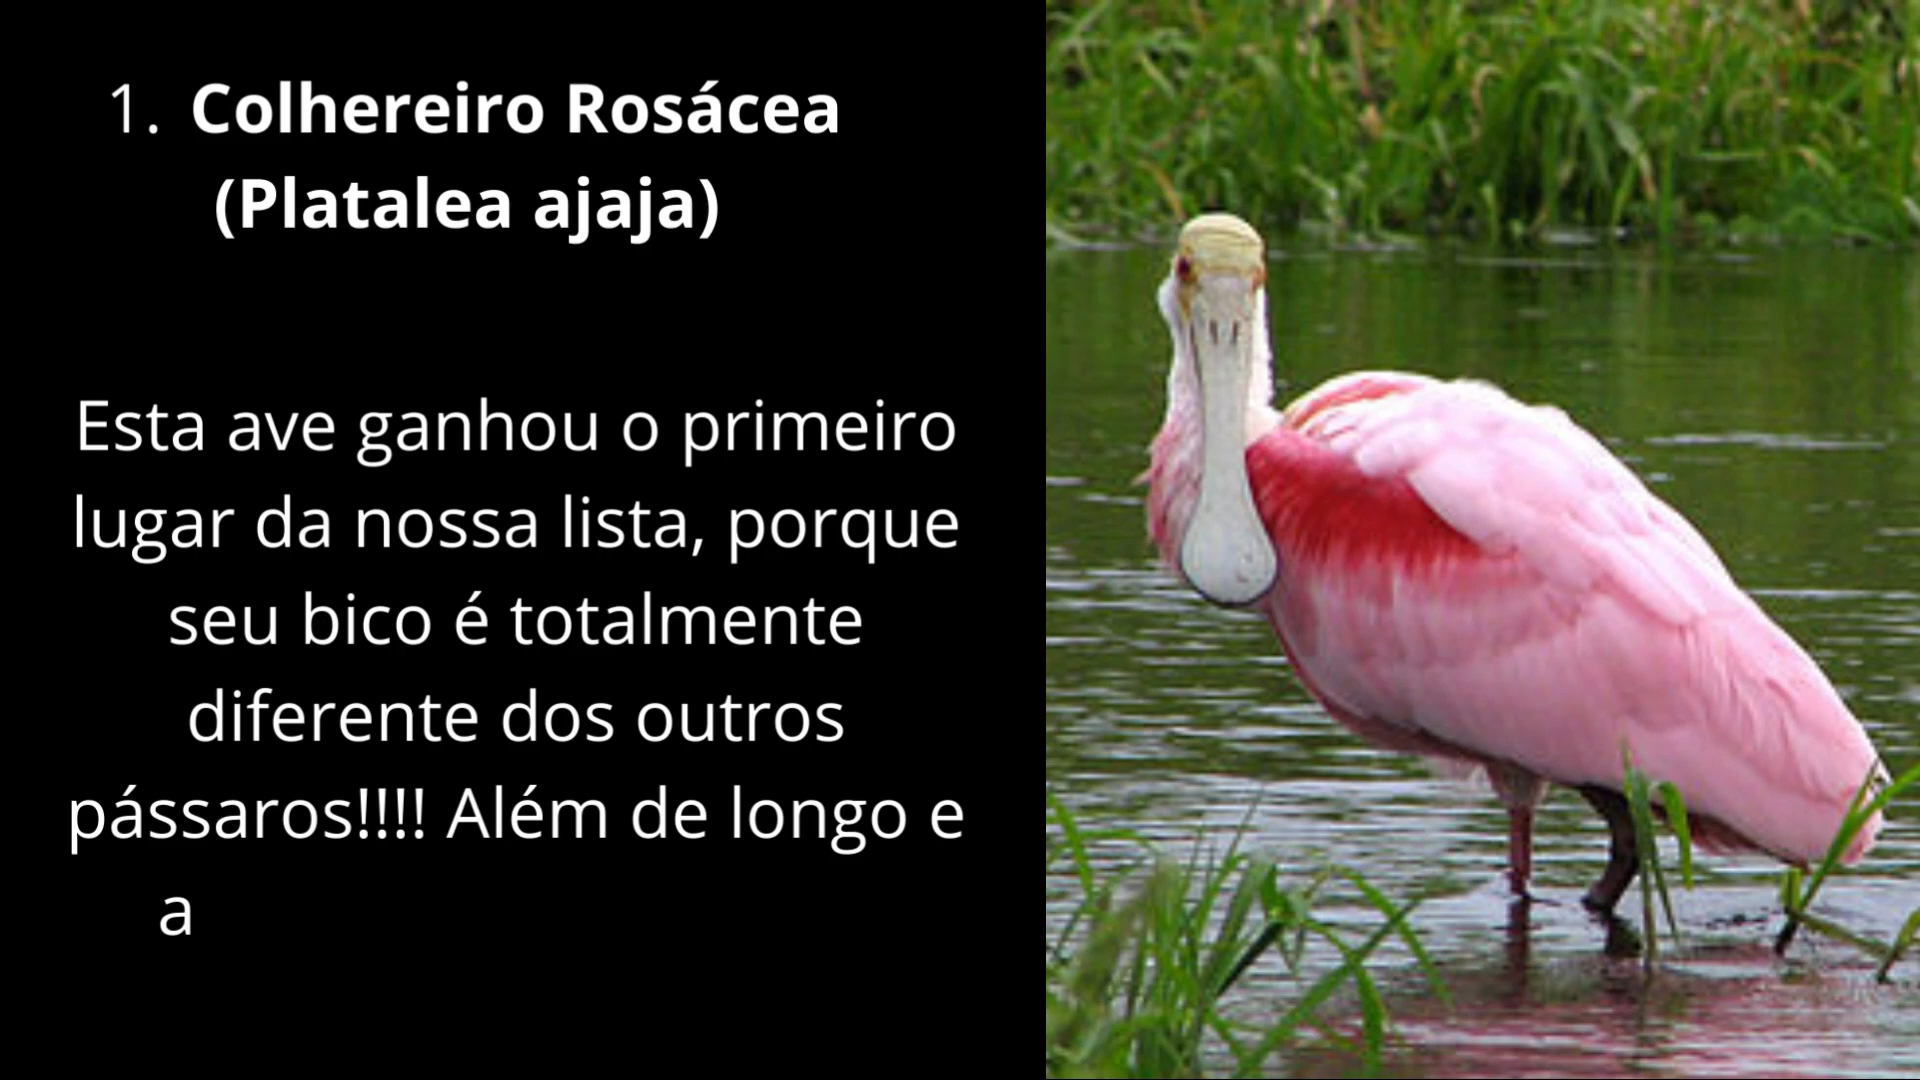 1. Colhereiro Rosácea
(Platalea ajaja)
Esta ave ganhou o primeiro
lugar da nossa lista, porque
seu bico é totalmente
diferente dos outros
pássaros!!!! Além de longo e
a